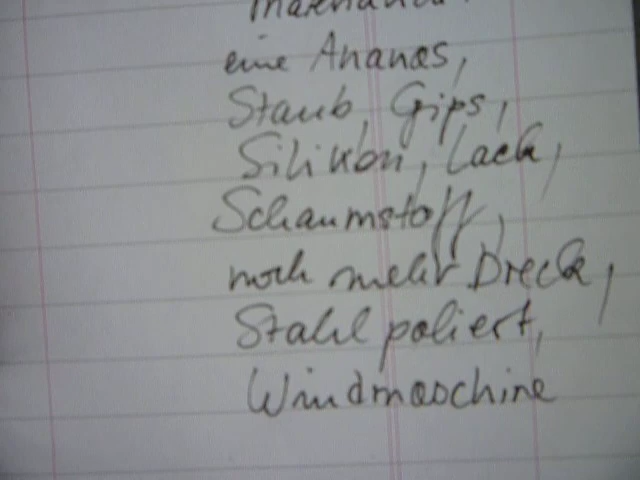 eine Ananas,
Staub, Gips,
Silikon, Lack,
Schaumstoff,
noch mehr Dreck,
Stahl poliert,
Windmaschine